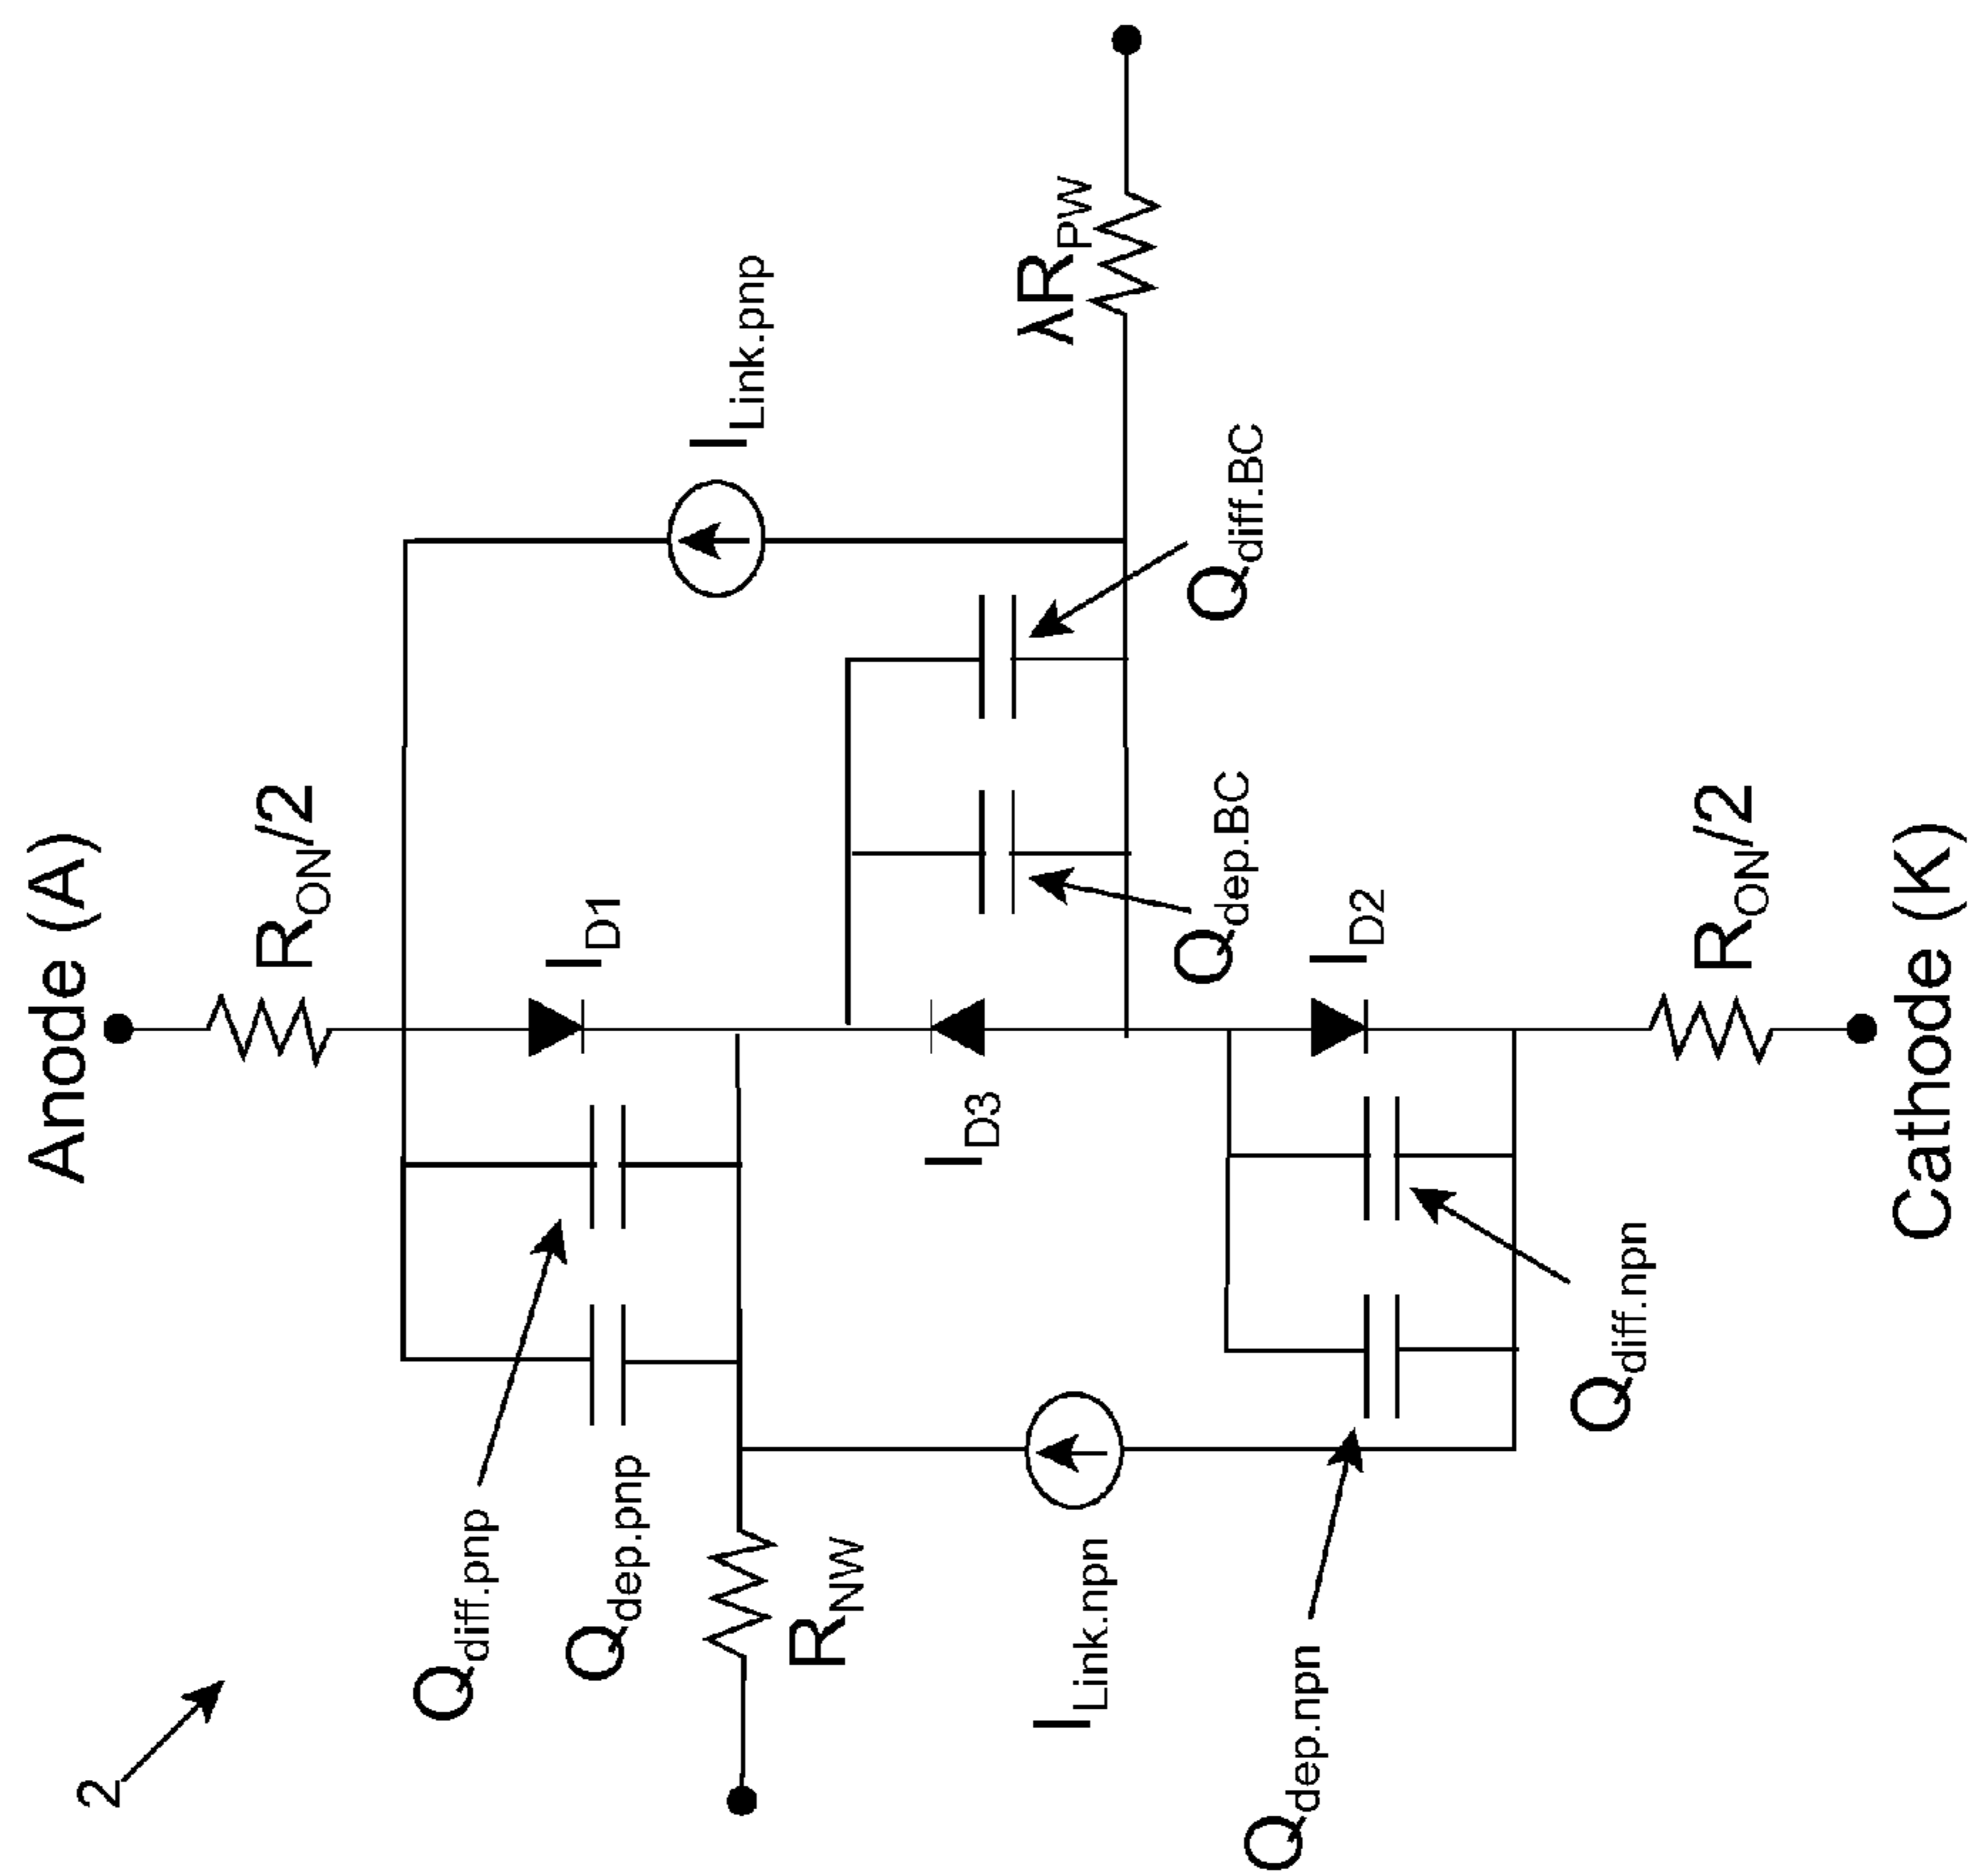 2
Anode (A)
R_ON/2
Q_diff.pnp
Q_dep.pnp
I_D1
I_Link.pnp
R_NW
I_D3
λR_PW
I_Link.npn
Q_dep.BC
Q_diff.BC
Q_dep.npn
I_D2
Q_diff.npn
R_ON/2
Cathode (K)